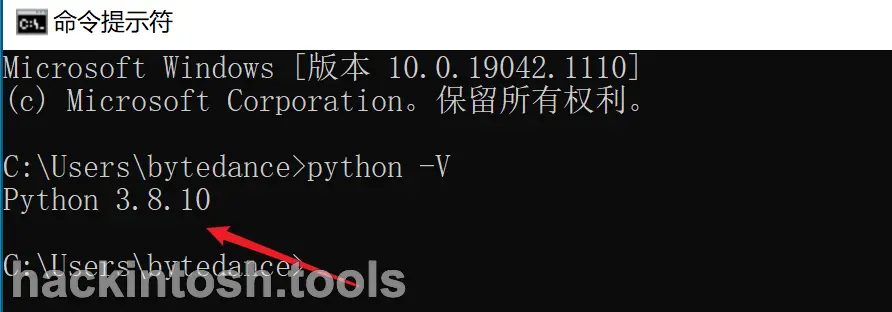 命令提示符
Microsoft Windows [版本 10.0.19042.1110]
(c) Microsoft Corporation。保留所有权利。
C:\Users\bytedance>python -V
Python 3.8.10
C:\Users\bytedance>
hackintosh.tools